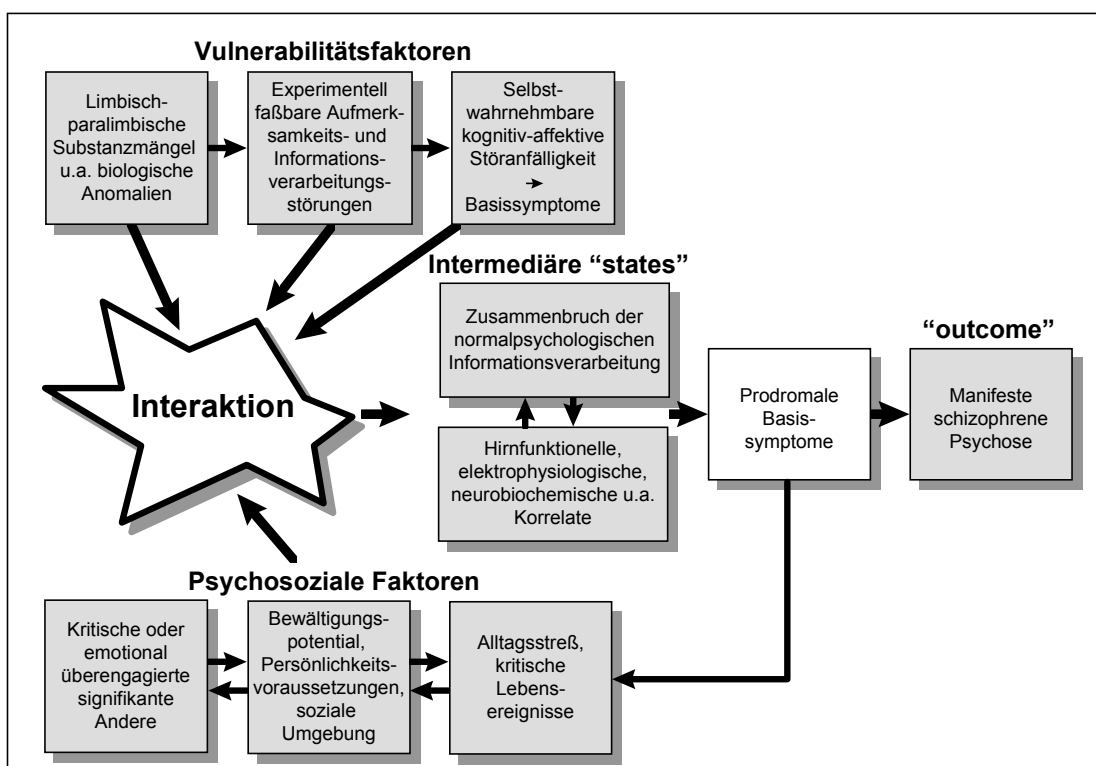 Vulnerabilitätsfaktoren
Limbisch-
paralimbische
Substanzmängel
u.a. biologische
Anomalien
Experimentell
faßbare Aufmerk-
samkeits- und
Informations-
verarbeitungs-
störungen
Selbst-
wahrnehmbare
kognitiv-affektive
Störanfälligkeit
Basissymptome
Interaktion
Intermediäre “states”
Zusammenbruch der
normalpsychologischen
Informationsverarbeitung
Hirnfunktionelle,
elektrophysiologische,
neurobiochemische u.a.
Korrelate
Prodromale
Basis-
symptome
“outcome”
Manifeste
schizophrene
Psychose
Psychosoziale Faktoren
Kritische oder
emotional
überengagierte
signifikante
Andere
Bewältigungs-
potential,
Persönlichkeits-
voraussetzungen,
soziale
Umgebung
Alltagsstreß,
kritische
Lebens-
ereignisse